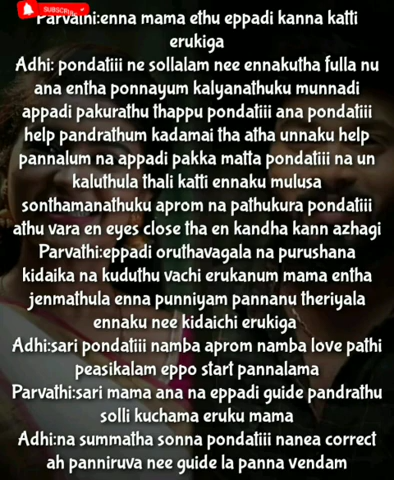 SUBSCRIBE
Parvathi:enna mama ethu eppadi kanna katti
erukiga
Adhi: pondatiii ne sollalam nee ennakutha fulla nu
ana entha ponnayum kalyanathuku munnadi
appadi pakurathu thappu pondatiii ana pondatiii
help pandrathum kadamai tha atha unnaku help
pannalum na appadi pakka matta pondatiii na un
kaluthula thali katti ennaku mulusa
sonthamanathuku aprom na pathukura pondatiii
athu vara en eyes close tha en kandha kann azhagi
Parvathi:eppadi oruthavagala na purushana
kidaika na kuduthu vachi erukanum mama entha
jenmathula enna punniyam pannanu theriyala
ennaku nee kidaichi erukiga
Adhi:sari pondatiii namba aprom namba love pathi
peasikalam eppo start pannalama
Parvathi:sari mama ana na eppadi guide pandrathu
solli kuchama eruku mama
Adhi:na summatha sonna pondatiii nanea correct
ah panniruva nee guide la panna vendam